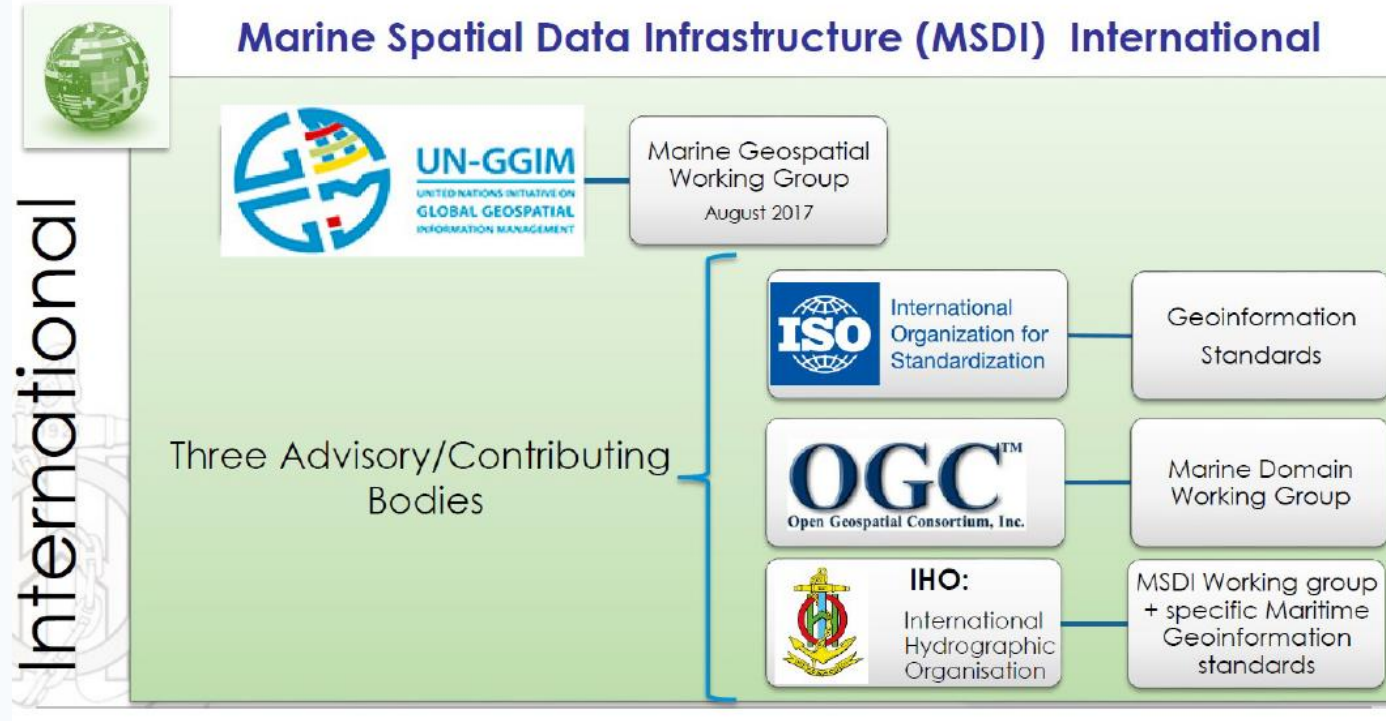 Marine Spatial Data Infrastructure (MSDI) International
International
UN-GGIM
UNITED NATIONS INITIATIVE ON
GLOBAL GEOSPATIAL
INFORMATION MANAGEMENT
Marine Geospatial
Working Group
August 2017
Three Advisory/Contributing
Bodies
ISO
International
Organization for
Standardization
Geoinformation
Standards
OGC™
Open Geospatial Consortium, Inc.
Marine Domain
Working Group
IHO:
International
Hydrographic
Organisation
MSDI Working group
+ specific Maritime
Geoinformation
standards